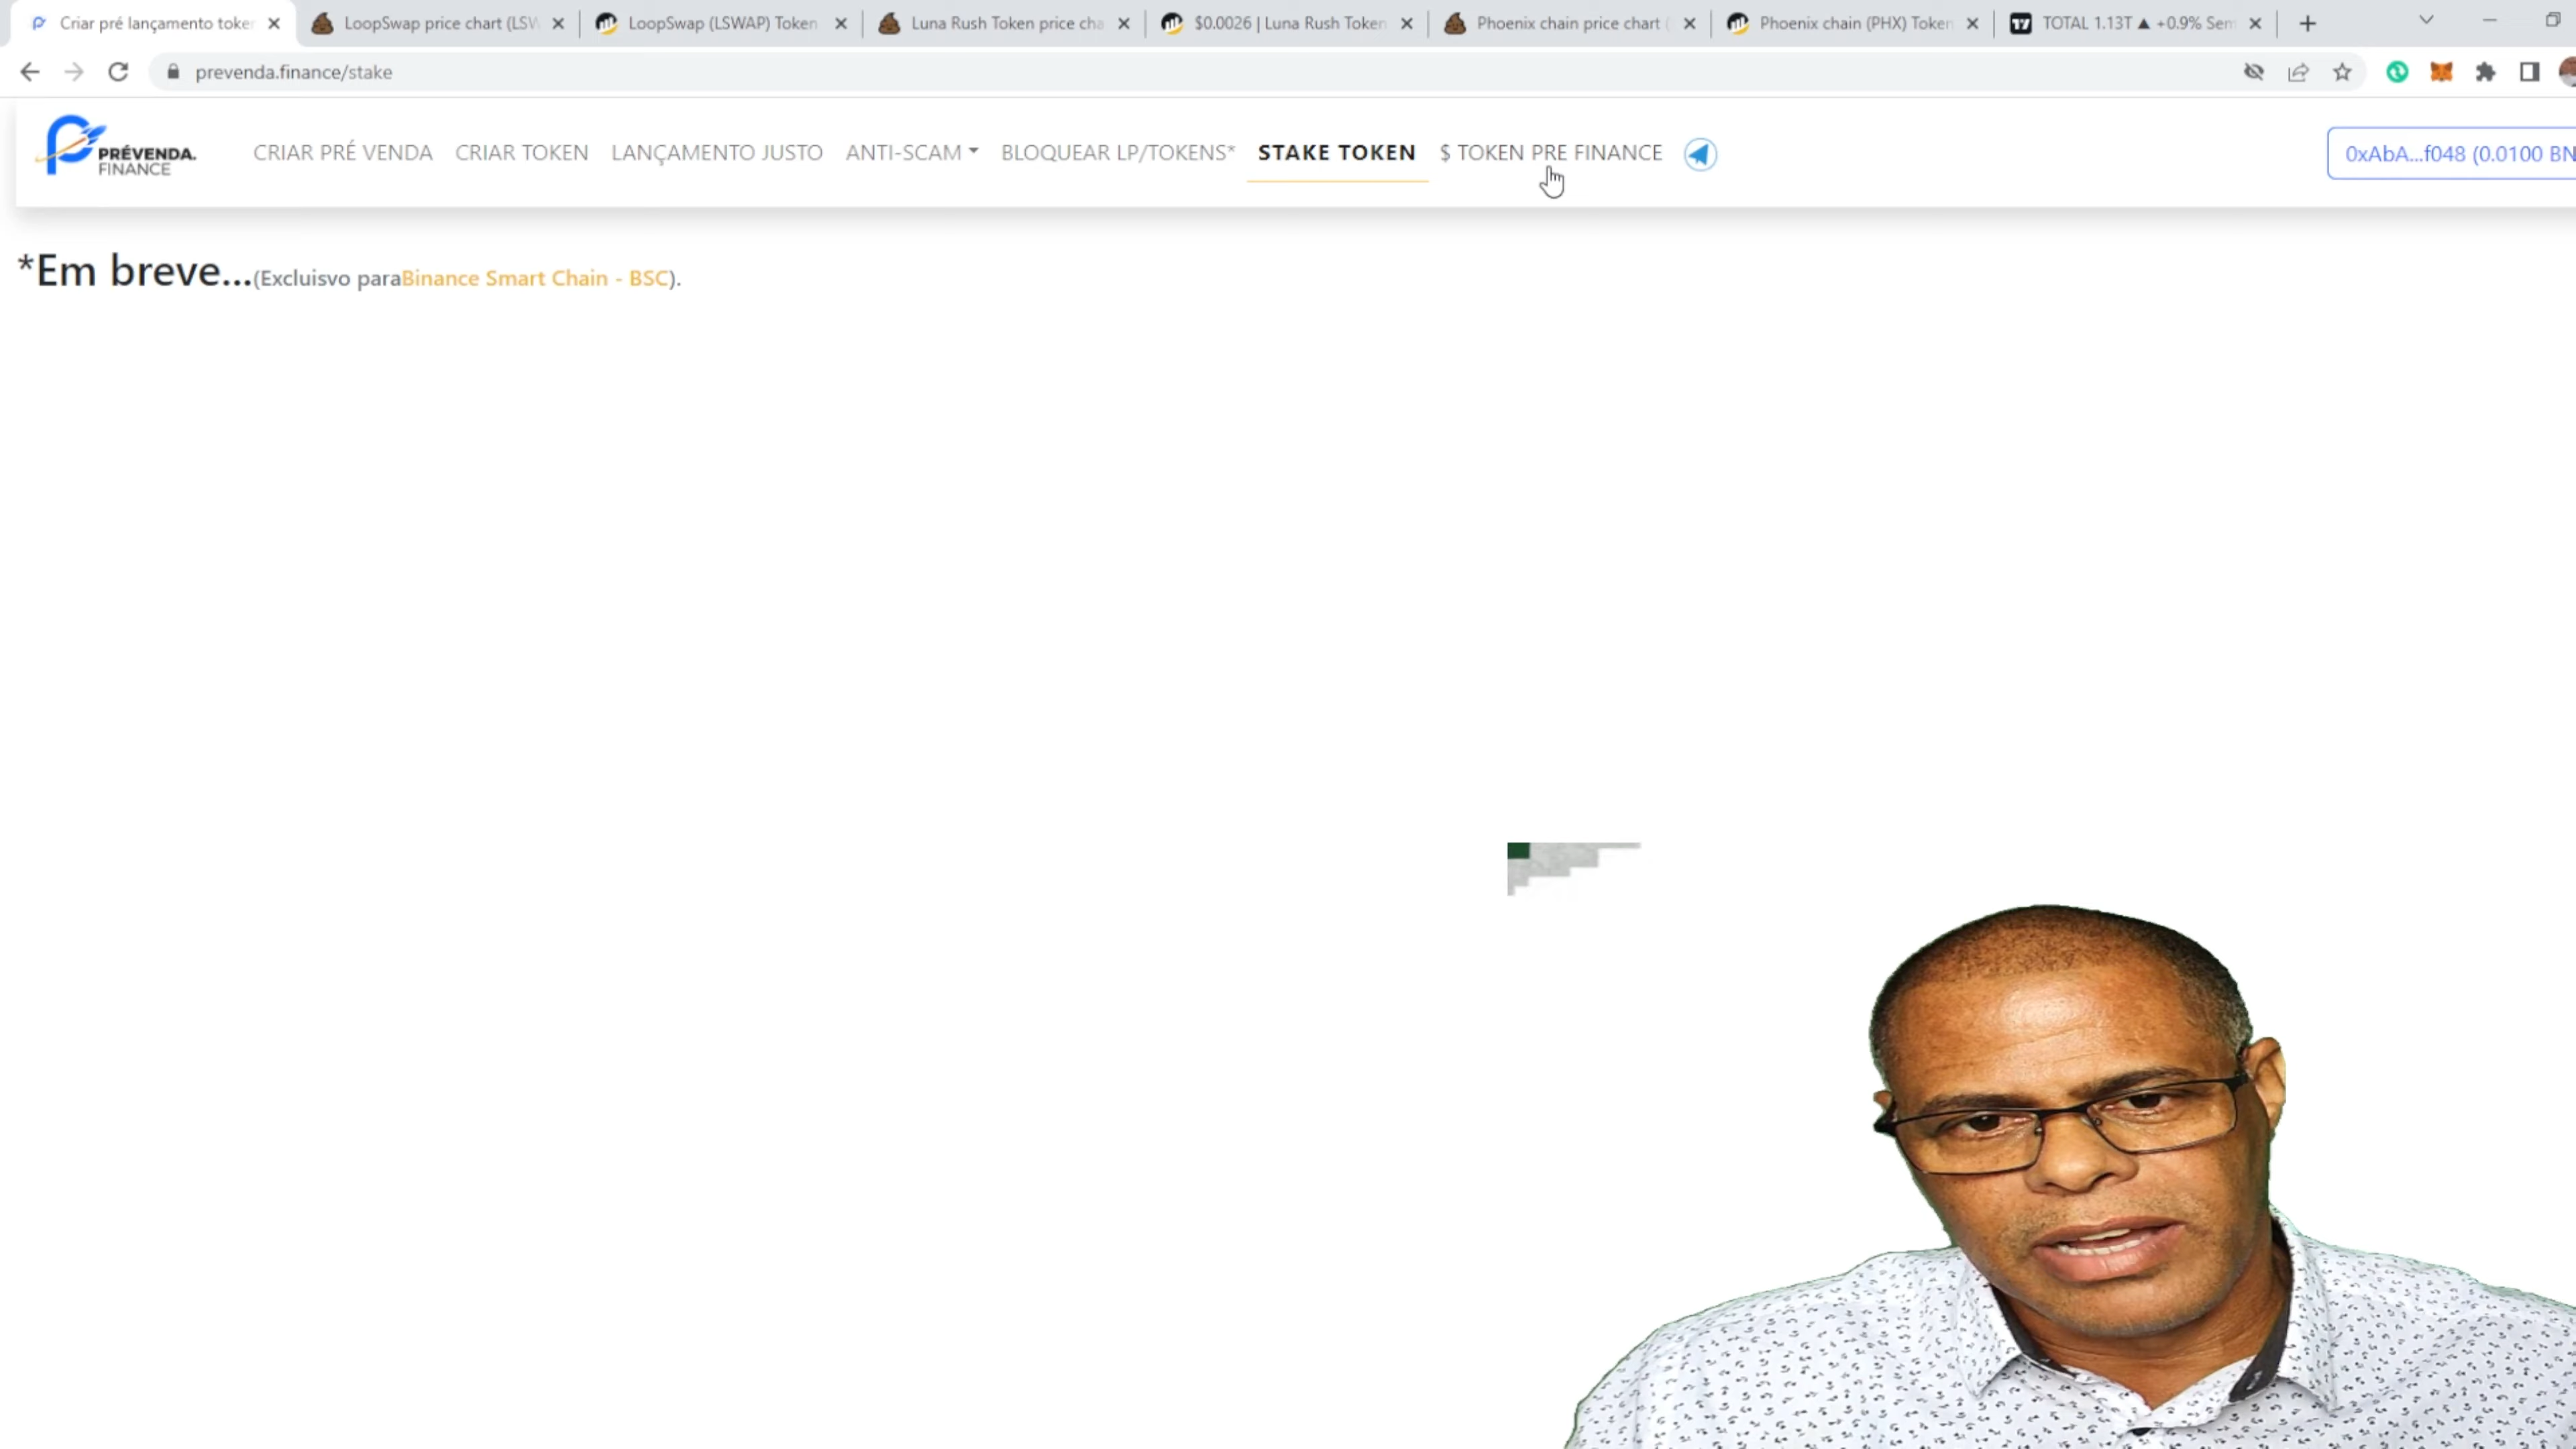 Criar pré lançamento token
LoopSwap price chart (LSW
LoopSwap (LSWAP) Token
Luna Rush Token price cha
$0.0026 | Luna Rush Token
Phoenix chain price chart (
Phoenix chain (PHX) Token
TOTAL 1.13T ▲ +0.9% Sem
prevenda.finance/stake
PRÉVENDA.
FINANCE
CRIAR PRÉ VENDA
CRIAR TOKEN
LANÇAMENTO JUSTO
ANTI-SCAM
BLOQUEAR LP/TOKENS*
STAKE TOKEN
$ TOKEN PRE FINANCE
0xAbA...f048 (0.0100 BN
*Em breve...(Excluisvo paraBinance Smart Chain - BSC).